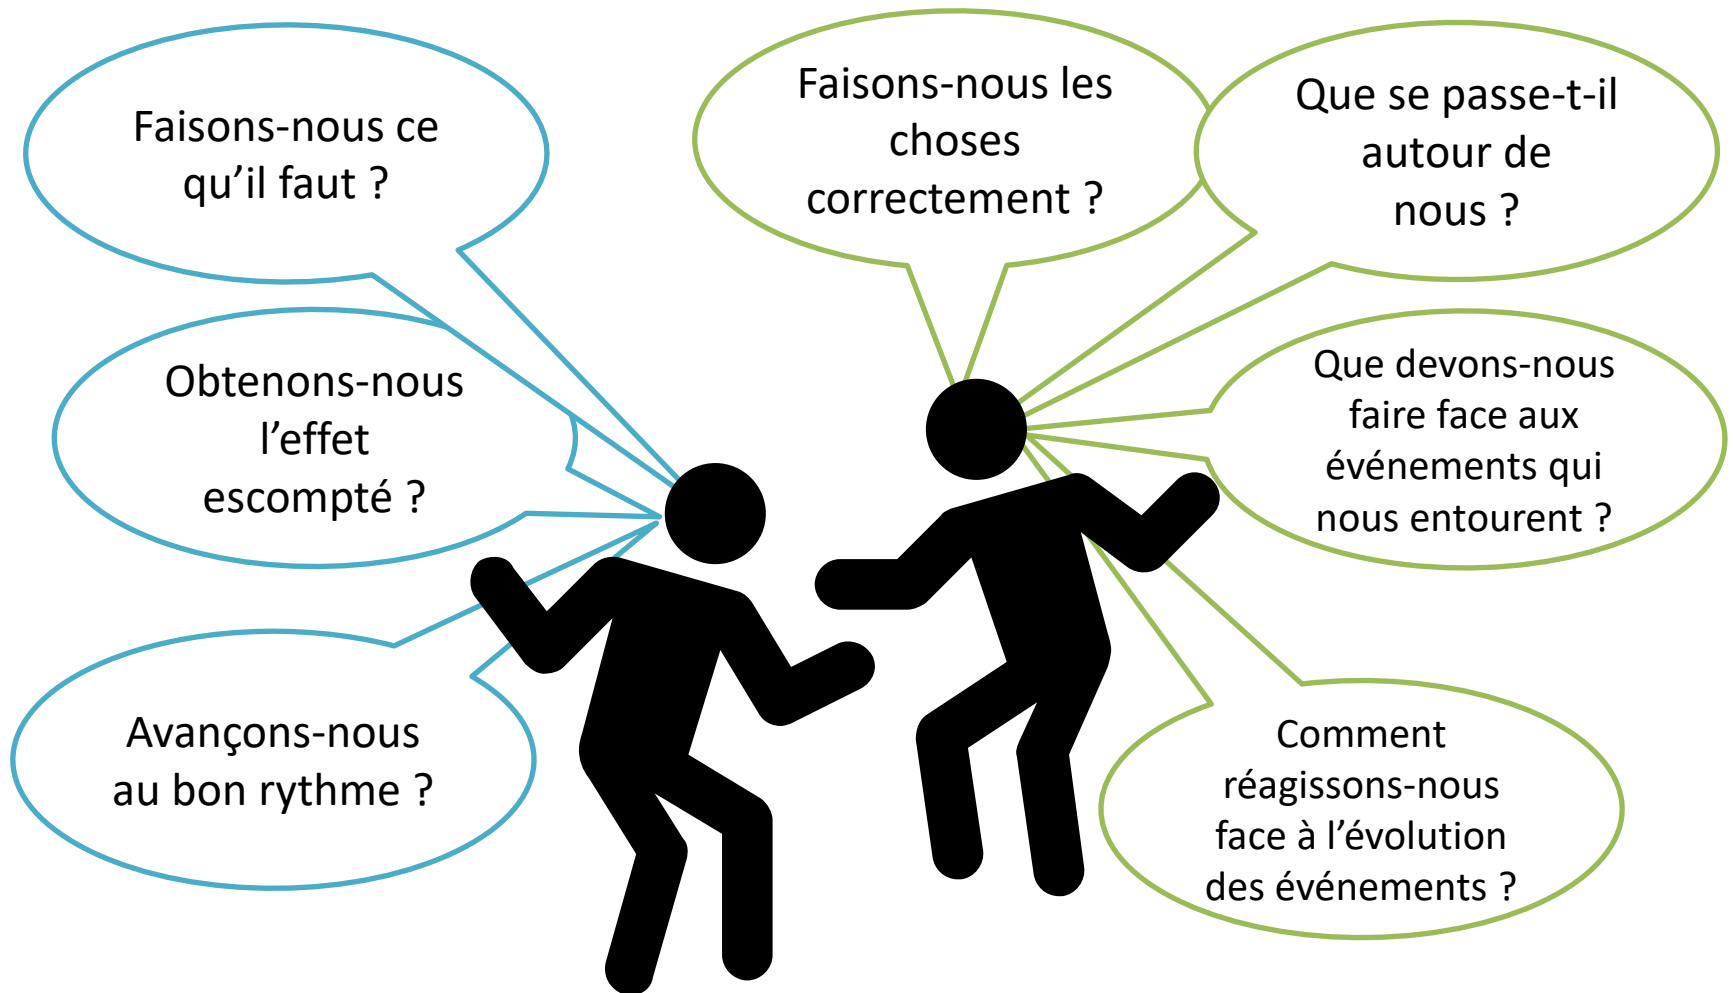 Faisons-nous ce
qu’il faut ?
Obtenons-nous
l’effet
escompté ?
Avançons-nous
au bon rythme ?
Faisons-nous les
choses
correctement ?
Que se passe-t-il
autour de
nous ?
Que devons-nous
faire face aux
événements qui
nous entourent ?
Comment
réagissons-nous
face à l’évolution
des événements ?